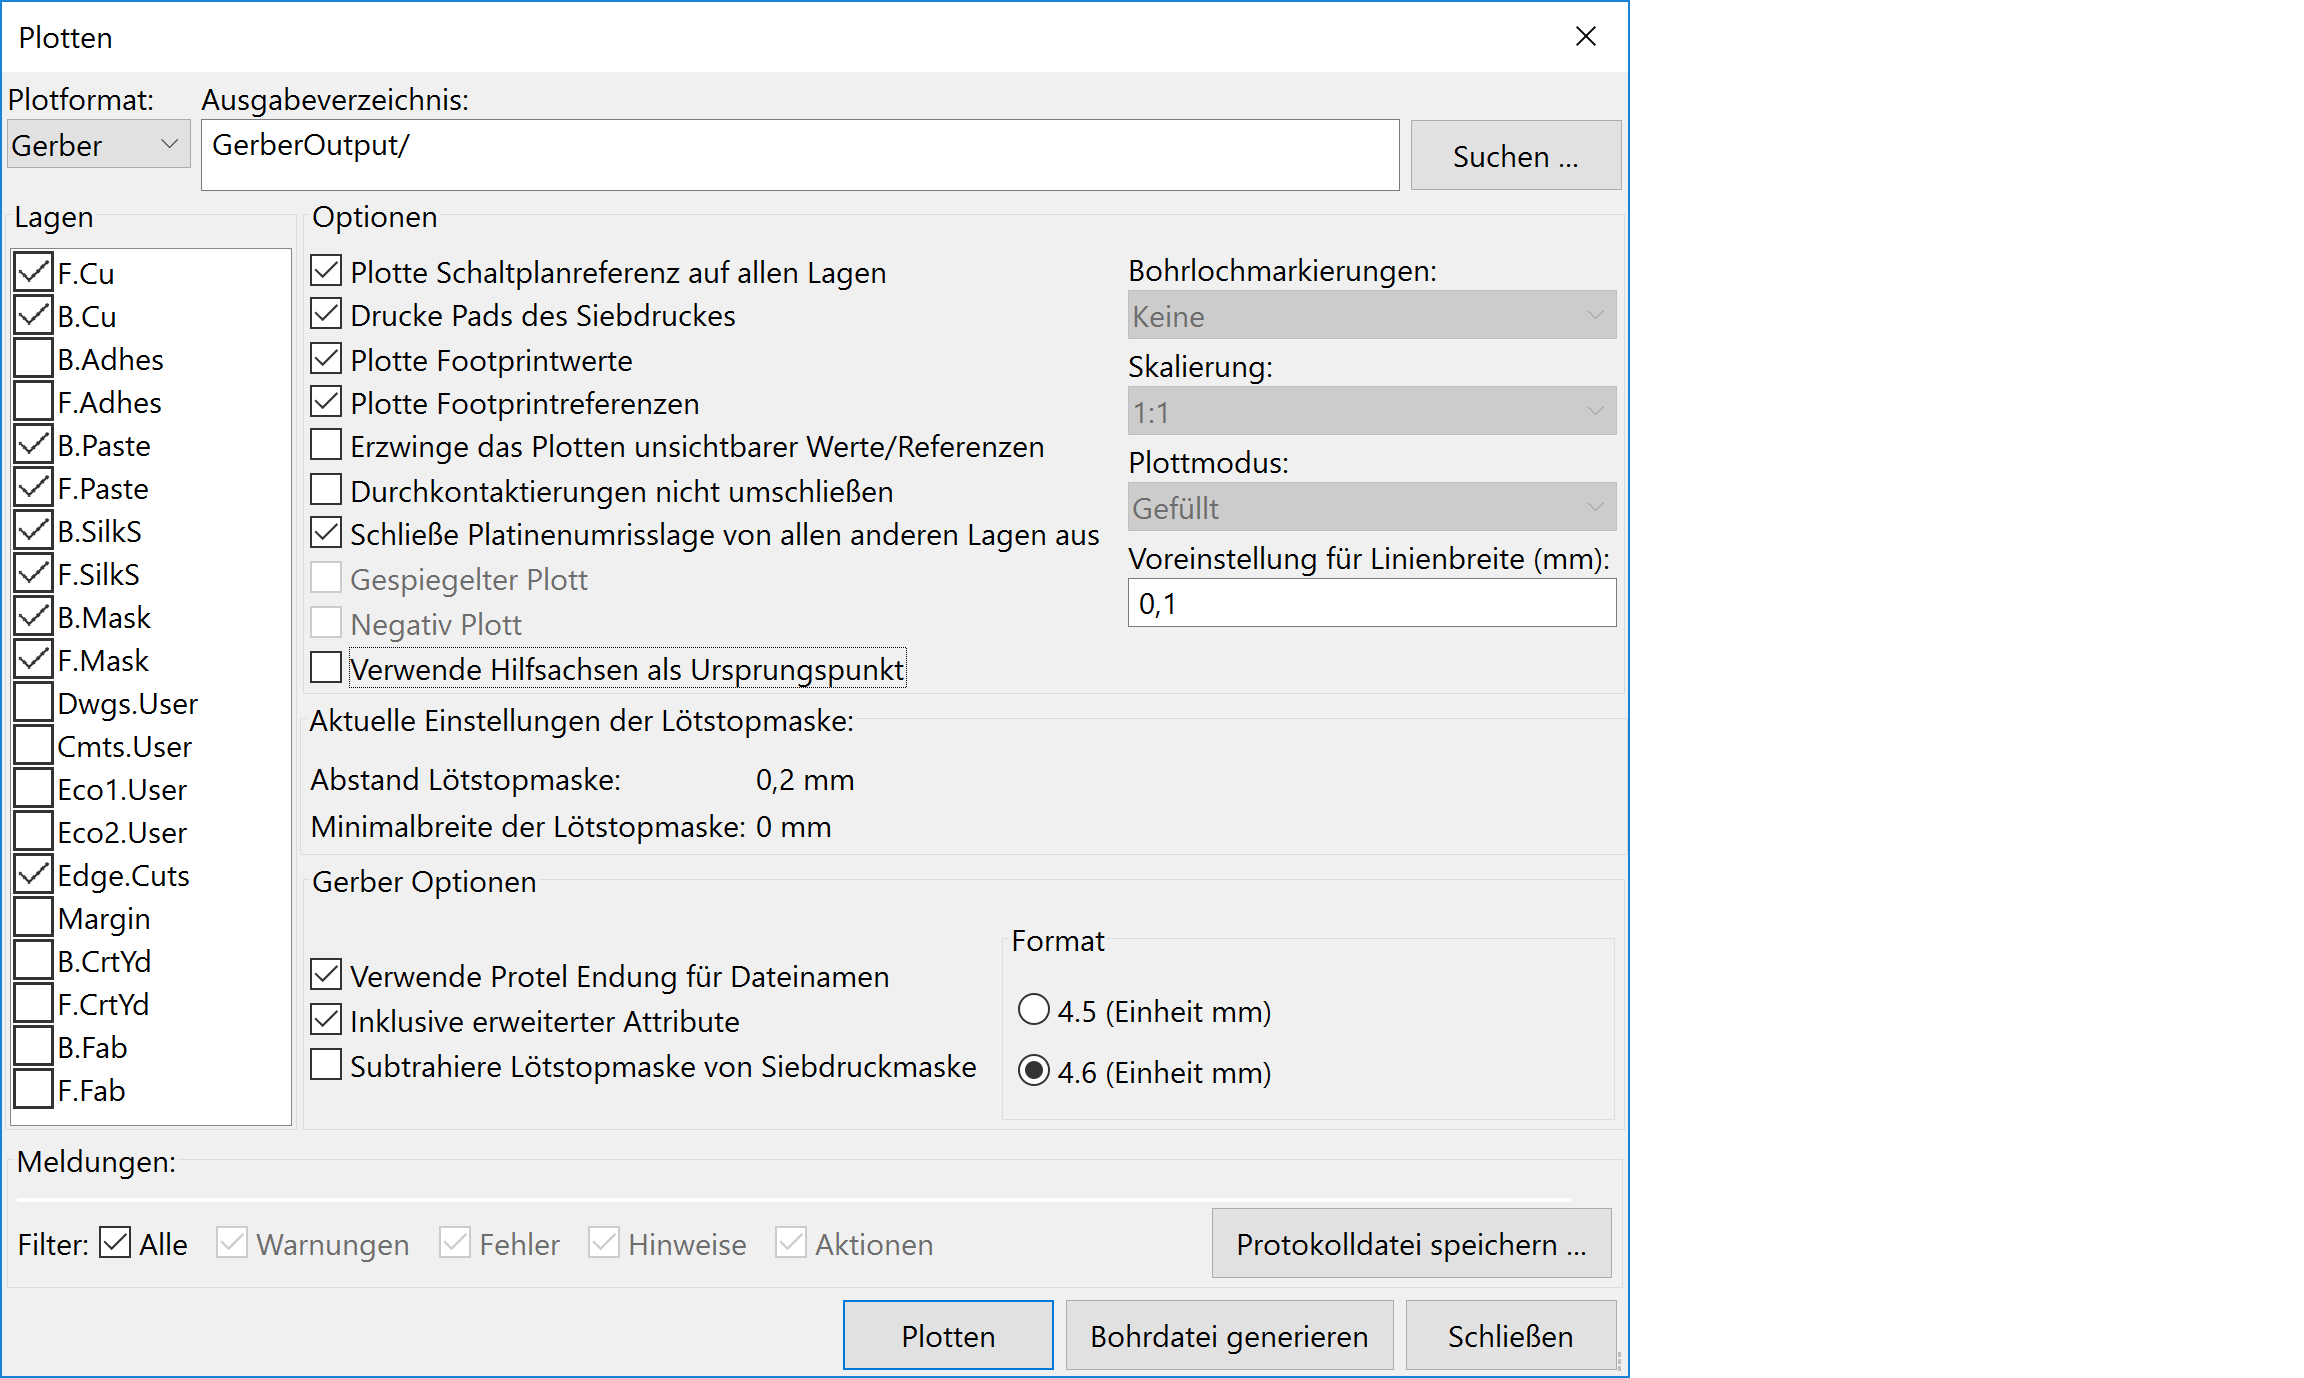 Plotten
Plotformat:
Ausgabeverzeichnis:
Gerber
GerberOutput/
Suchen ...
Lagen
F.Cu
B.Cu
B.Adhes
F.Adhes
B.Paste
F.Paste
B.SilkS
F.SilkS
B.Mask
F.Mask
Dwgs.User
Cmts.User
Eco1.User
Eco2.User
Edge.Cuts
Margin
B.CrtYd
F.CrtYd
B.Fab
F.Fab
Optionen
Plotte Schaltplanreferenz auf allen Lagen
Drucke Pads des Siebdruckes
Plotte Footprintwerte
Plotte Footprintreferenzen
Erzwinge das Plotten unsichtbarer Werte/Referenzen
Durchkontaktierungen nicht umschließen
Schließe Platinenumrisslage von allen anderen Lagen aus
Gespiegelter Plott
Negativ Plott
Verwende Hilfsachsen als Ursprungspunkt
Bohrlochmarkierungen:
Keine
Skalierung:
1:1
Plottmodus:
Gefüllt
Voreinstellung für Linienbreite (mm):
0,1
Aktuelle Einstellungen der Lötstopmaske:
Abstand Lötstopmaske: 0,2 mm
Minimalbreite der Lötstopmaske: 0 mm
Gerber Optionen
Verwende Protel Endung für Dateinamen
Inklusive erweiterter Attribute
Subtrahiere Lötstopmaske von Siebdruckmaske
Format
4.5 (Einheit mm)
4.6 (Einheit mm)
Meldungen:
Filter: Alle Warnungen Fehler Hinweise Aktionen
Protokolldatei speichern ...
Plotten
Bohrdatei generieren
Schließen